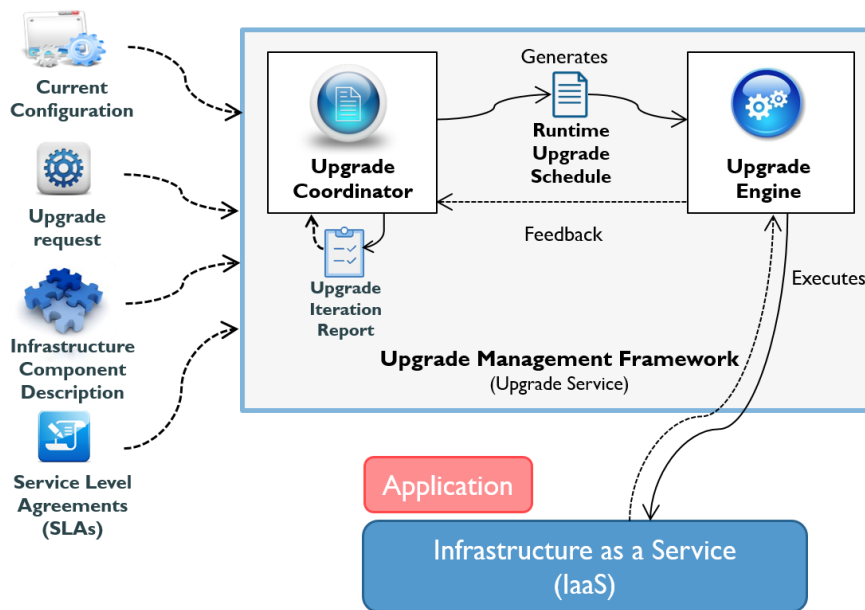 Current
Configuration
Upgrade
request
Infrastructure
Component
Description
Service Level
Agreements
(SLAs)
Upgrade
Coordinator
Generates
Runtime
Upgrade
Schedule
Upgrade
Engine
Feedback
Upgrade
Iteration
Report
Executes
Upgrade Management Framework
(Upgrade Service)
Application
Infrastructure as a Service
(IaaS)